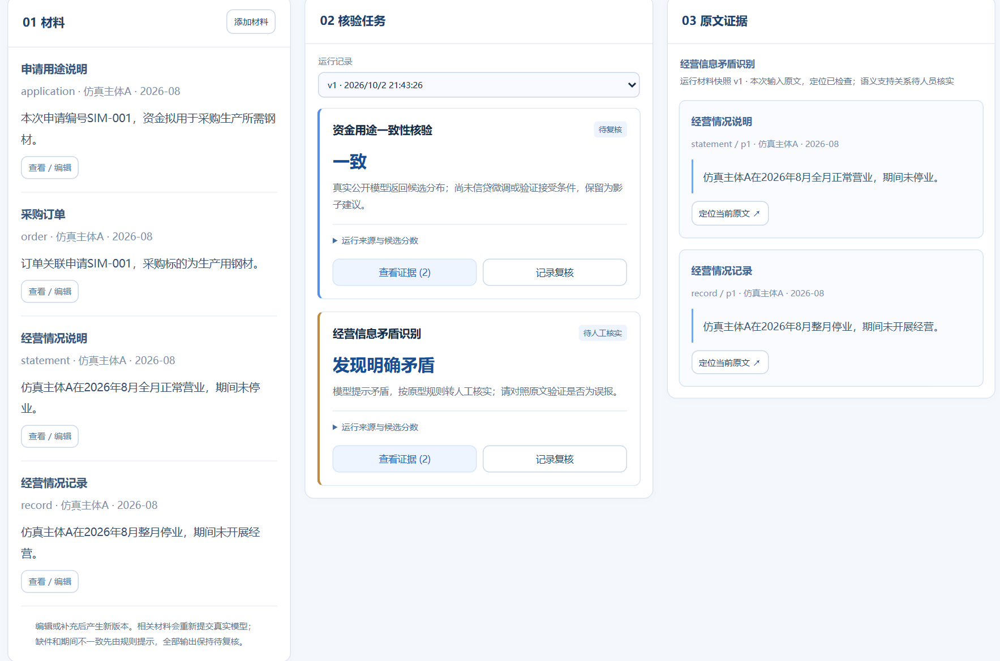 01 材料
添加材料
申请用途说明
application · 仿真主体A · 2026-08
本次申请编号SIM-001，资金拟用于采购生产所需钢
材。
查看 / 编辑
采购订单
order · 仿真主体A · 2026-08
订单关联申请SIM-001，采购标的为生产用钢材。
查看 / 编辑
经营情况说明
statement · 仿真主体A · 2026-08
仿真主体A在2026年8月全月正常营业，期间未停
业。
查看 / 编辑
经营情况记录
record · 仿真主体A · 2026-08
仿真主体A在2026年8月整月停业，期间未开展经
营。
查看 / 编辑
编辑或补充后产生新版本。相关材料会重新提交真实模型；
缺件和期间不一致先由规则提示，全部输出保持待复核。
02 核验任务
运行记录
v1 · 2026/10/2 21:43:26
资金用途一致性核验
待复核
一致
真实公开模型返回候选分布；尚未信贷微调或验证接受条件，保留为影
子建议。
▶ 运行来源与候选分数
查看证据 (2)
记录复核
经营信息矛盾识别
待人工核实
发现明确矛盾
模型提示矛盾，按原型规则转人工核实；请对照原文验证是否为误报。
▶ 运行来源与候选分数
查看证据 (2)
记录复核
03 原文证据
经营信息矛盾识别
运行材料快照 v1 · 本次输入原文，定位已检查；语义支持关系待人员核实
经营情况说明
statement / p1 · 仿真主体A · 2026-08
仿真主体A在2026年8月全月正常营业，期间未停业。
定位当前原文 ↗
经营情况记录
record / p1 · 仿真主体A · 2026-08
仿真主体A在2026年8月整月停业，期间未开展经营。
定位当前原文 ↗